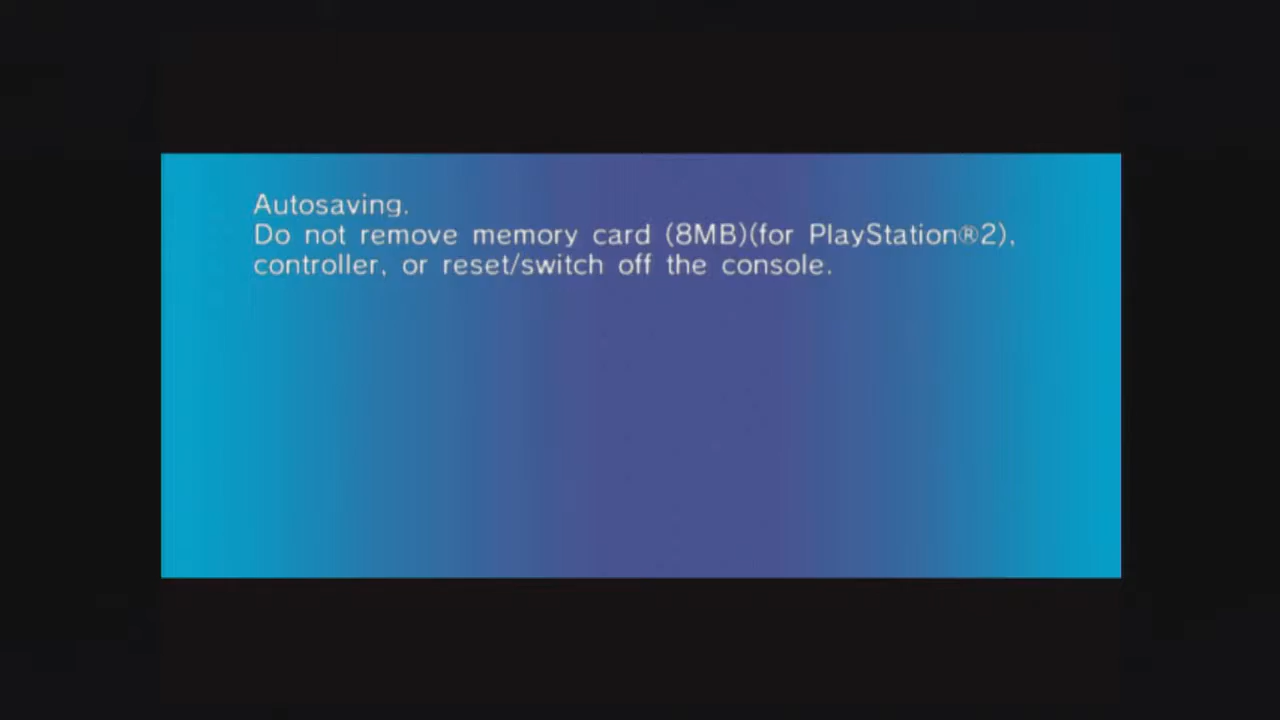 Autosaving.
Do not remove memory card (8MB)(for PlayStation®2),
controller, or reset/switch off the console.